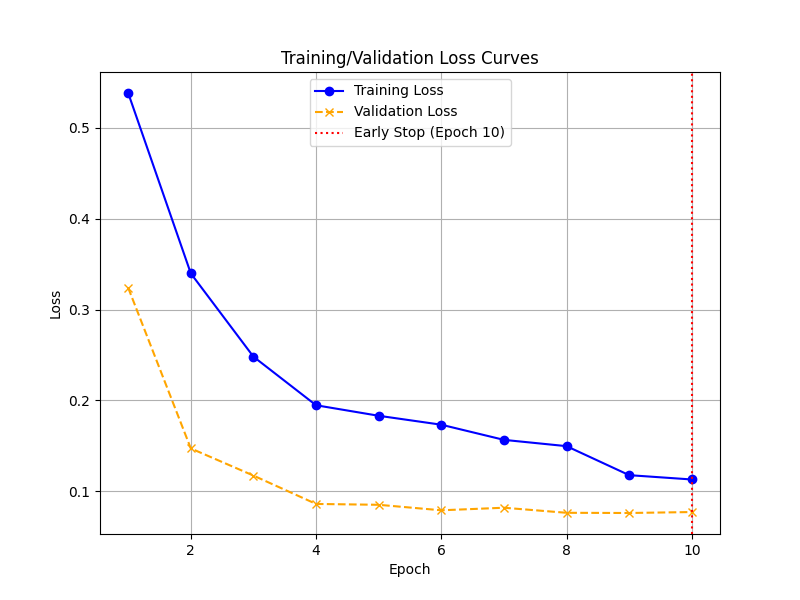 Training/Validation Loss Curves
Training Loss
Validation Loss
Early Stop (Epoch 10)
0.5
0.4
0.3
0.2
0.1
Loss
2 4 6 8 10
Epoch